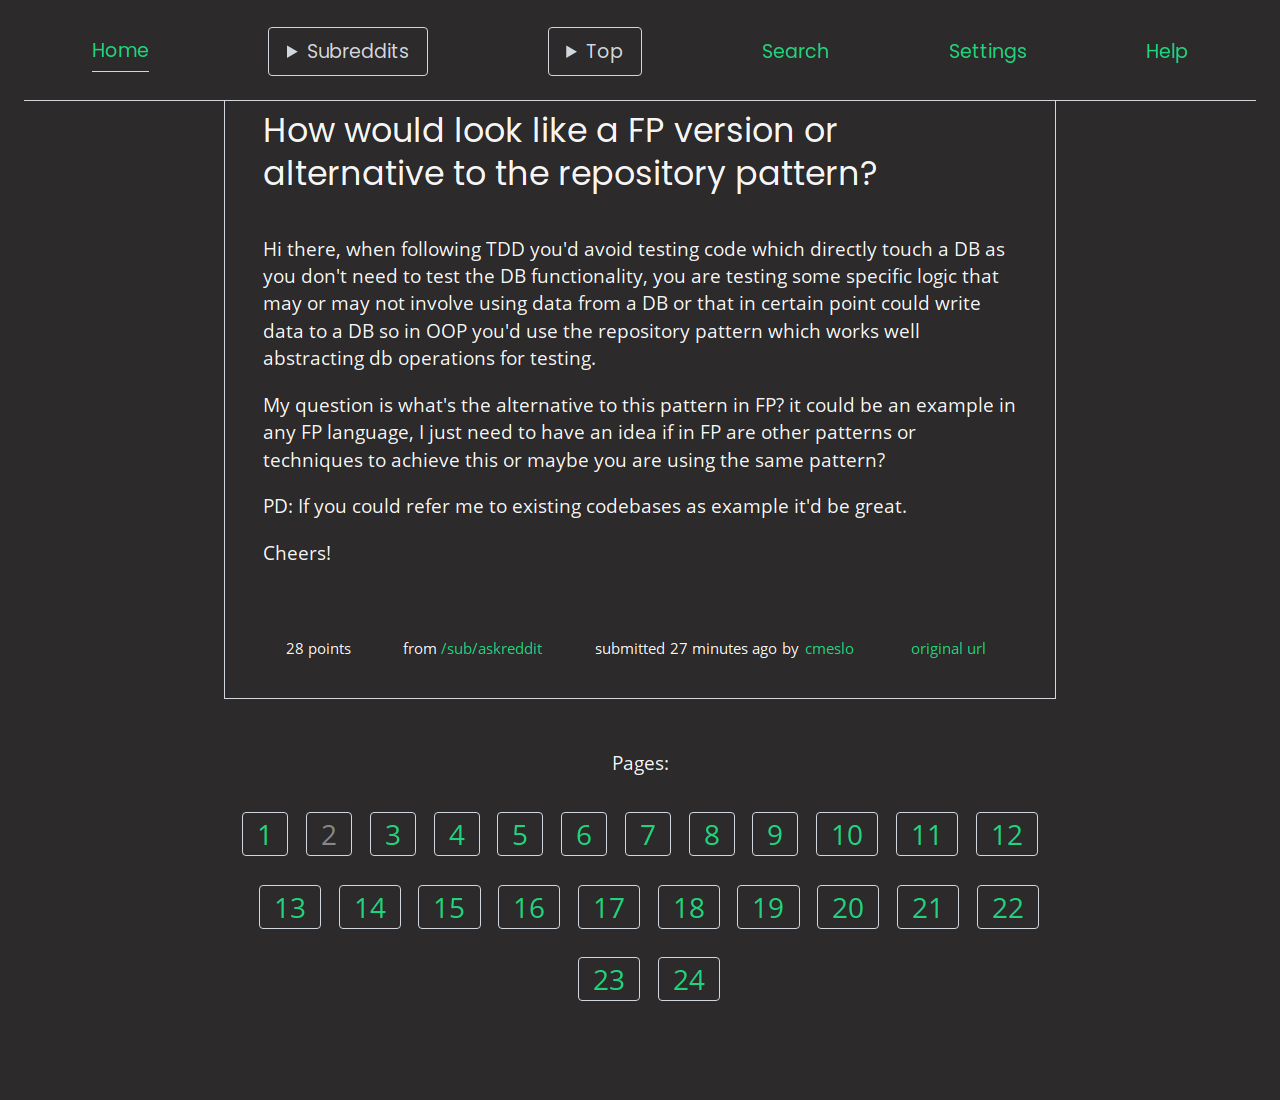 Home
Subreddits
Top
Search
Settings
Help
How would look like a FP version or
alternative to the repository pattern?
Hi there, when following TDD you'd avoid testing code which directly touch a DB as
you don't need to test the DB functionality, you are testing some specific logic that
may or may not involve using data from a DB or that in certain point could write
data to a DB so in OOP you'd use the repository pattern which works well
abstracting db operations for testing.
My question is what's the alternative to this pattern in FP? it could be an example in
any FP language, I just need to have an idea if in FP are other patterns or
techniques to achieve this or maybe you are using the same pattern?
PD: If you could refer me to existing codebases as example it'd be great.
Cheers!
28 points from /sub/askreddit submitted 27 minutes ago by cmeslo original url
Pages:
1 2 3 4 5 6 7 8 9 10 11 12
13 14 15 16 17 18 19 20 21 22
23 24